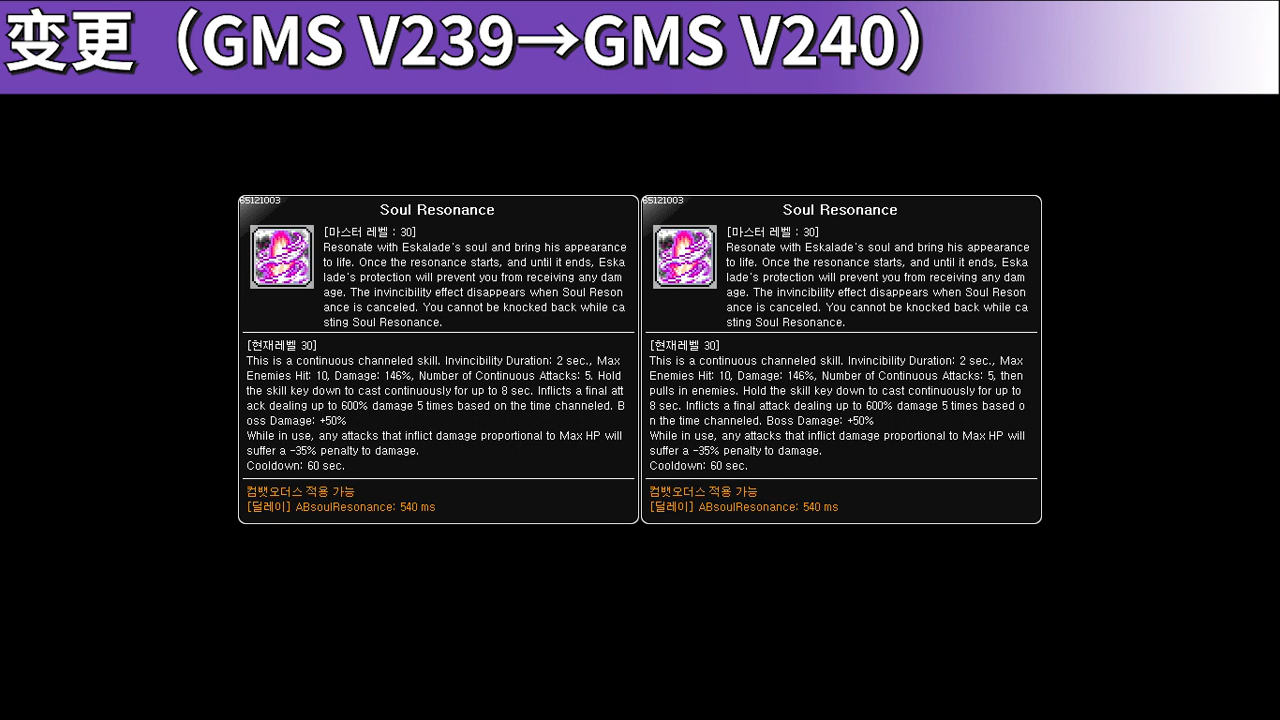 变更（GMS V239→GMS V240）
65121003
Soul Resonance
[마스터 레벨 : 30]
Resonate with Eskalade's soul and bring his appearance
to life. Once the resonance starts, and until it ends, Eska
lade's protection will prevent you from receiving any dam
age. The invincibility effect disappears when Soul Reson
ance is canceled. You cannot be knocked back while ca
sting Soul Resonance.
[현재레벨 30]
This is a continuous channeled skill. Invincibility Duration: 2 sec., Max
Enemies Hit: 10, Damage: 146%, Number of Continuous Attacks: 5. Hold
the skill key down to cast continuously for up to 8 sec. Inflicts a final att
ack dealing up to 600% damage 5 times based on the time channeled. B
oss Damage: +50%
While in use, any attacks that inflict damage proportional to Max HP will
suffer a -35% penalty to damage.
Cooldown: 60 sec.
컴뱃오더스 적용 가능
[딜레이] ABsoulResonance: 540 ms
65121003
Soul Resonance
[마스터 레벨 : 30]
Resonate with Eskalade's soul and bring his appearance
to life. Once the resonance starts, and until it ends, Eska
lade's protection will prevent you from receiving any dam
age. The invincibility effect disappears when Soul Reson
ance is canceled. You cannot be knocked back while ca
sting Soul Resonance.
[현재레벨 30]
This is a continuous channeled skill. Invincibility Duration: 2 sec., Max
Enemies Hit: 10, Damage: 146%, Number of Continuous Attacks: 5, then
pulls in enemies. Hold the skill key down to cast continuously for up to
8 sec. Inflicts a final attack dealing up to 600% damage 5 times based o
n the time channeled. Boss Damage: +50%
While in use, any attacks that inflict damage proportional to Max HP will
suffer a -35% penalty to damage.
Cooldown: 60 sec.
컴뱃오더스 적용 가능
[딜레이] ABsoulResonance: 540 ms